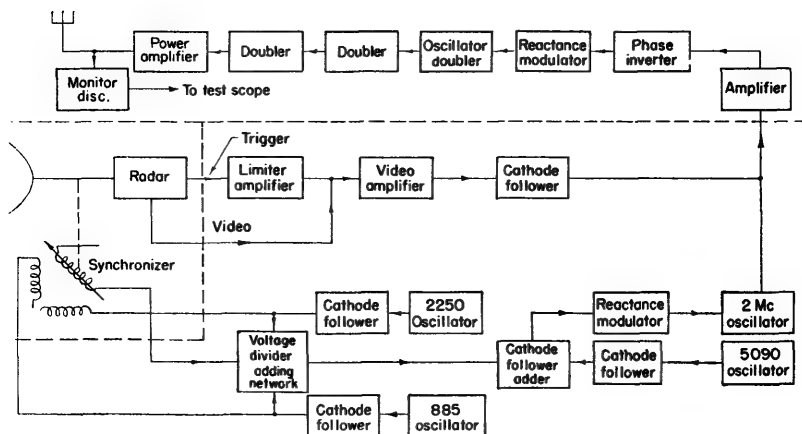 Power
omplifier
Doubler
Doubler
Oscillator
doubler
Reactance
modulator
Phase
inverter
Monitor
disc.
To test scope
Amplifier
Trigger
Radar
Limiter
amplifier
Video
amplifier
Cathode
follower
Video
Synchronizer
Cathode
follower
2250
Oscillator
Reactance
modulator
2 Mc
oscillator
Voltage
divider
adding
network
Cathode
follower
adder
Cathode
follower
5090
oscillator
Cathode
follower
885
oscillator